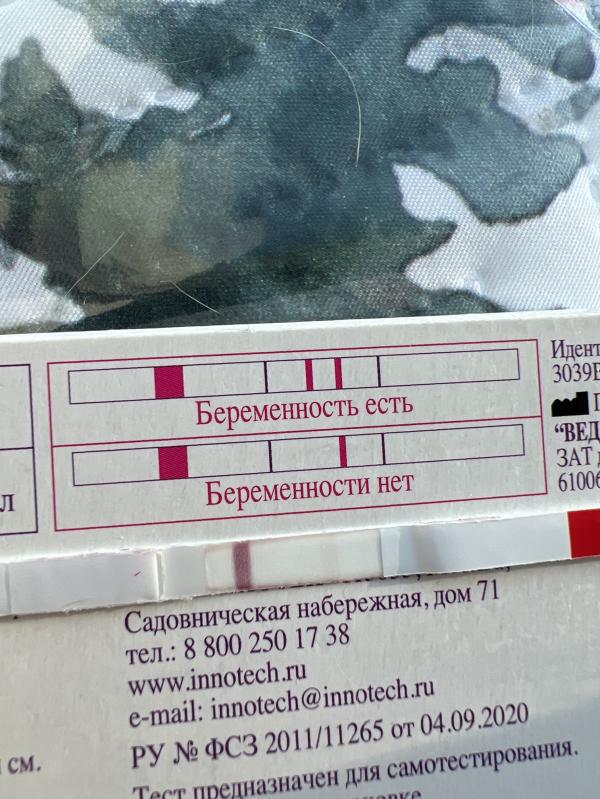 Беременность есть
Беременности нет
3039
"ВЕД
ЗАТ
6100
Садовническая набережная, дом 71
тел.: 8 800 250 17 38
www.innotech.ru
e-mail: innotech@innotech.ru
РУ № ФСЗ 2011/11265 от 04.09.2020
см.
Тест предназначен для самотестирования.